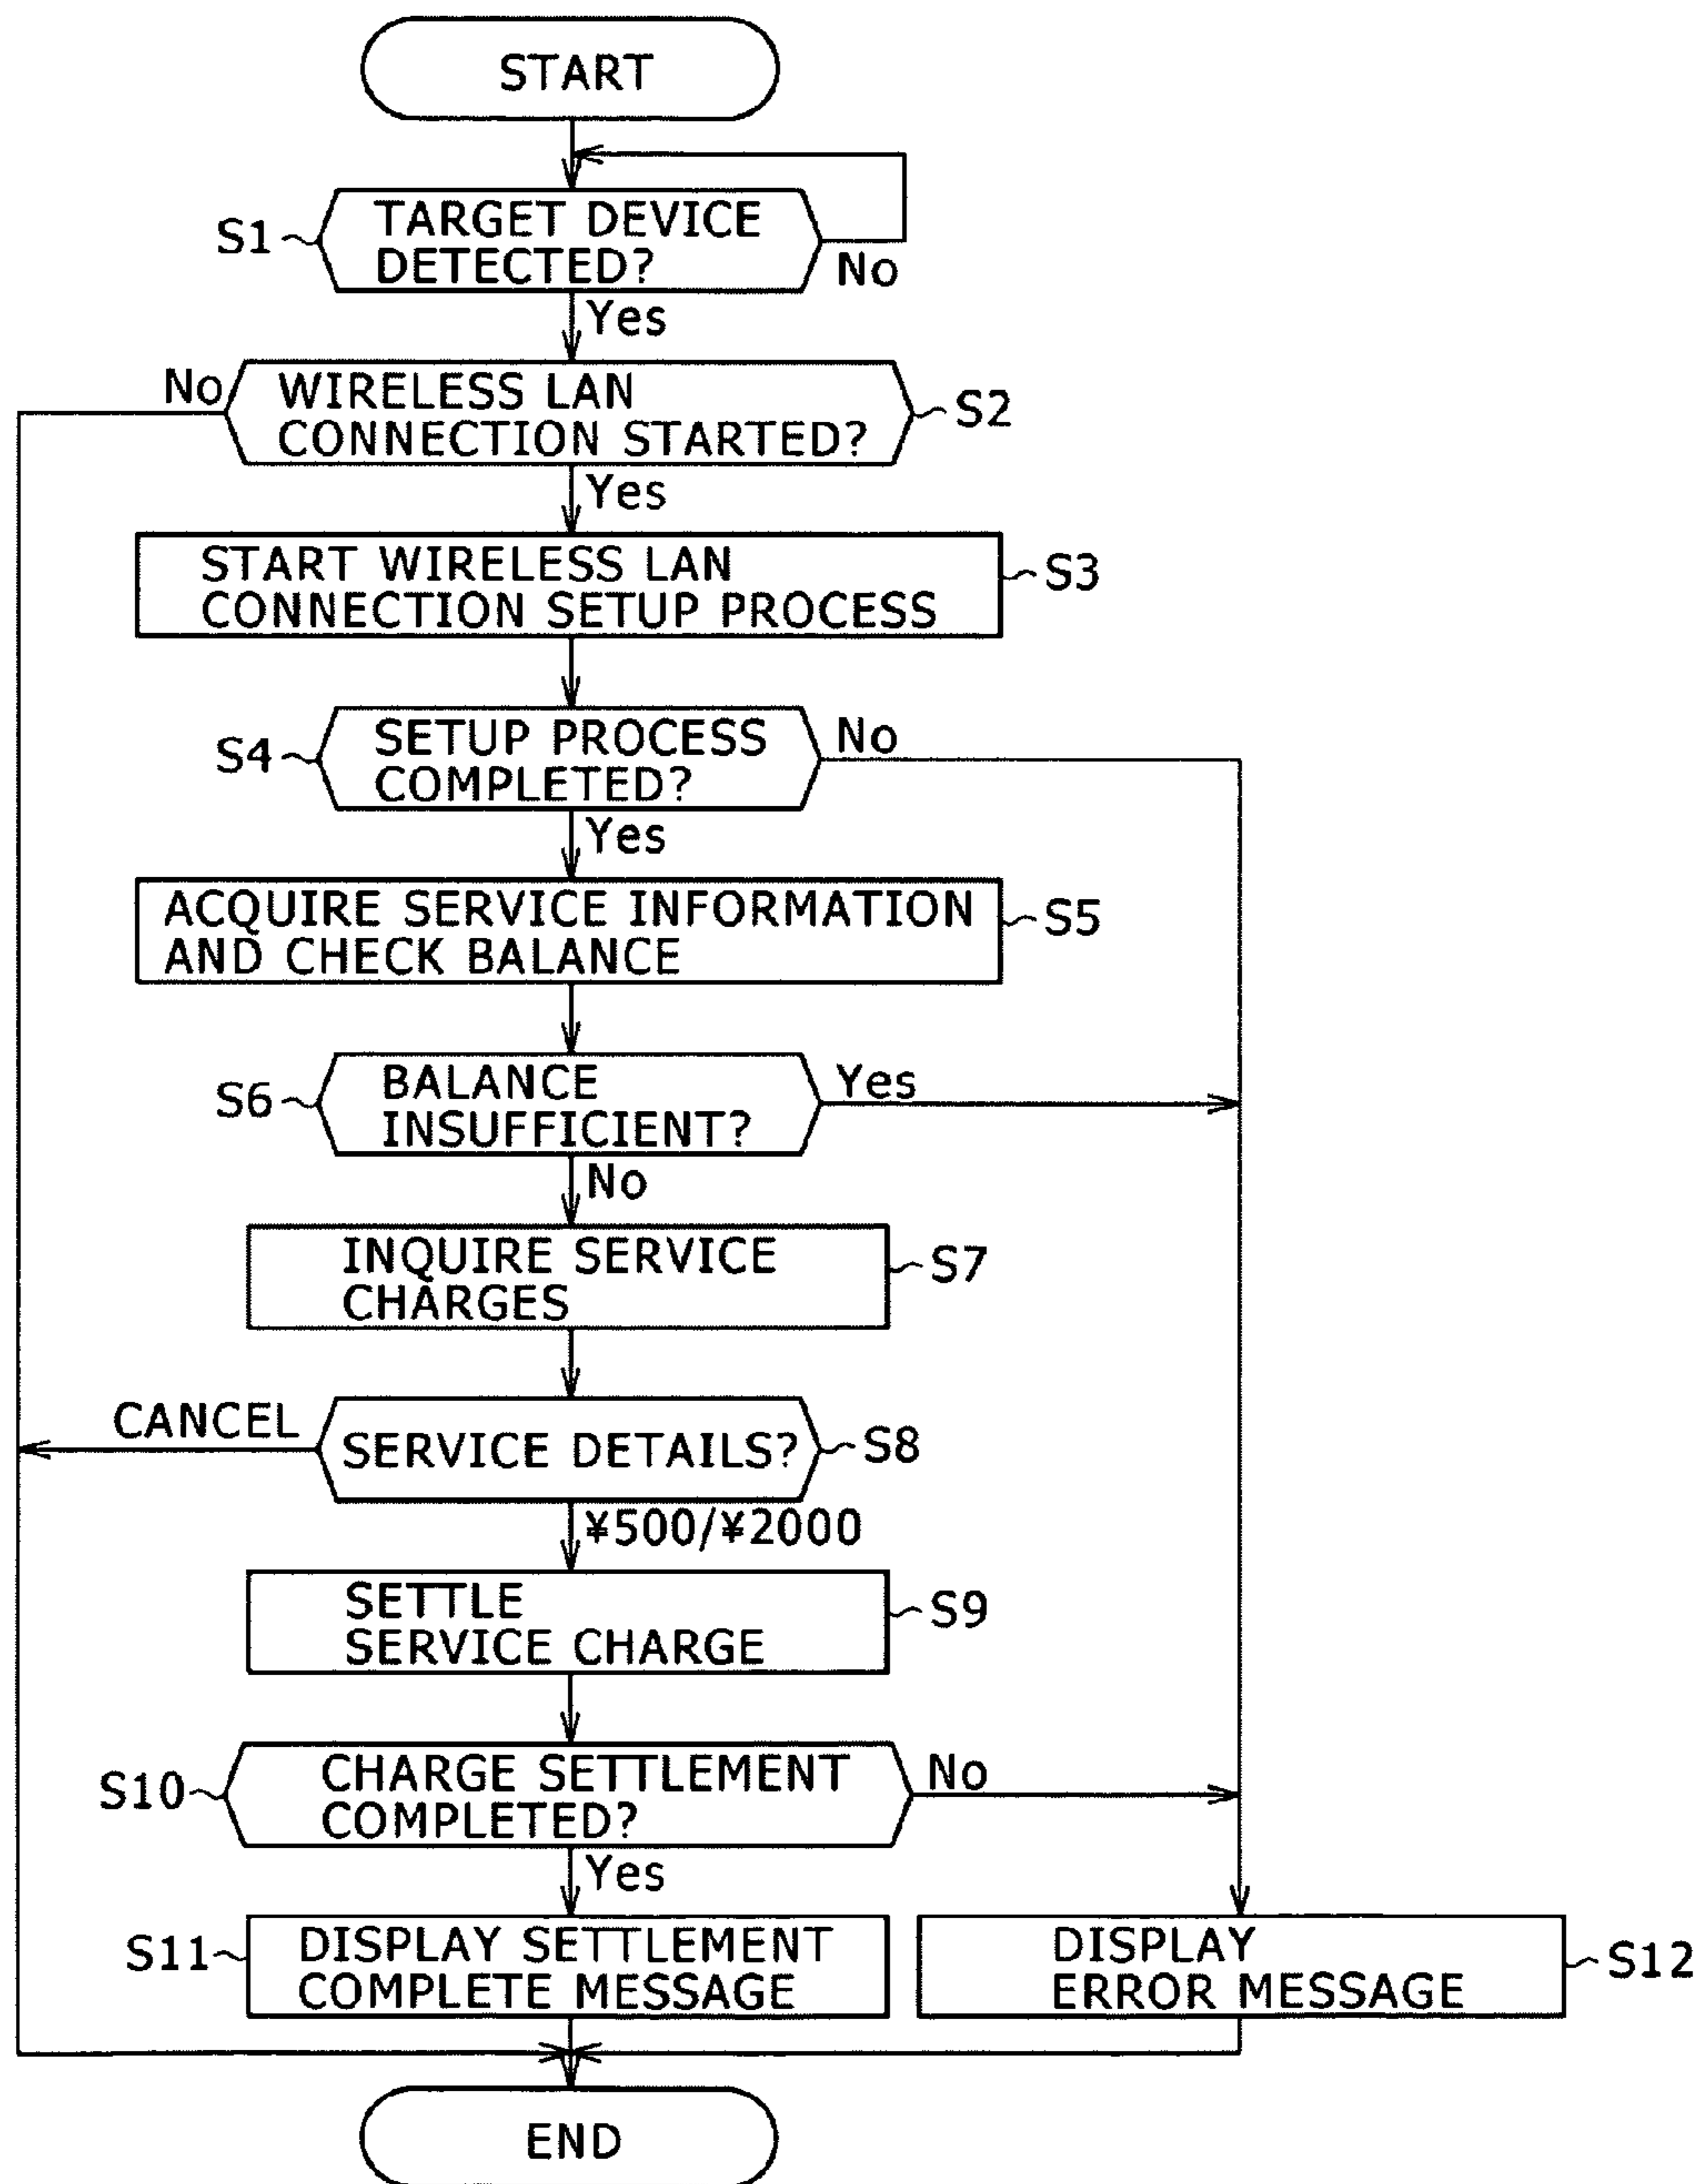 START
S1
TARGET DEVICE
DETECTED?
No
Yes
No
WIRELESS LAN
CONNECTION STARTED?
S2
Yes
START WIRELESS LAN
CONNECTION SETUP PROCESS
S3
S4
SETUP PROCESS
COMPLETED?
No
Yes
ACQUIRE SERVICE INFORMATION
AND CHECK BALANCE
S5
S6
BALANCE
INSUFFICIENT?
Yes
No
INQUIRE SERVICE
CHARGES
S7
CANCEL
SERVICE DETAILS?
S8
¥500/¥2000
SETTLE
SERVICE CHARGE
S9
S10
CHARGE SETTLEMENT
COMPLETED?
No
Yes
S11
DISPLAY SETTLEMENT
COMPLETE MESSAGE
DISPLAY
ERROR MESSAGE
S12
END